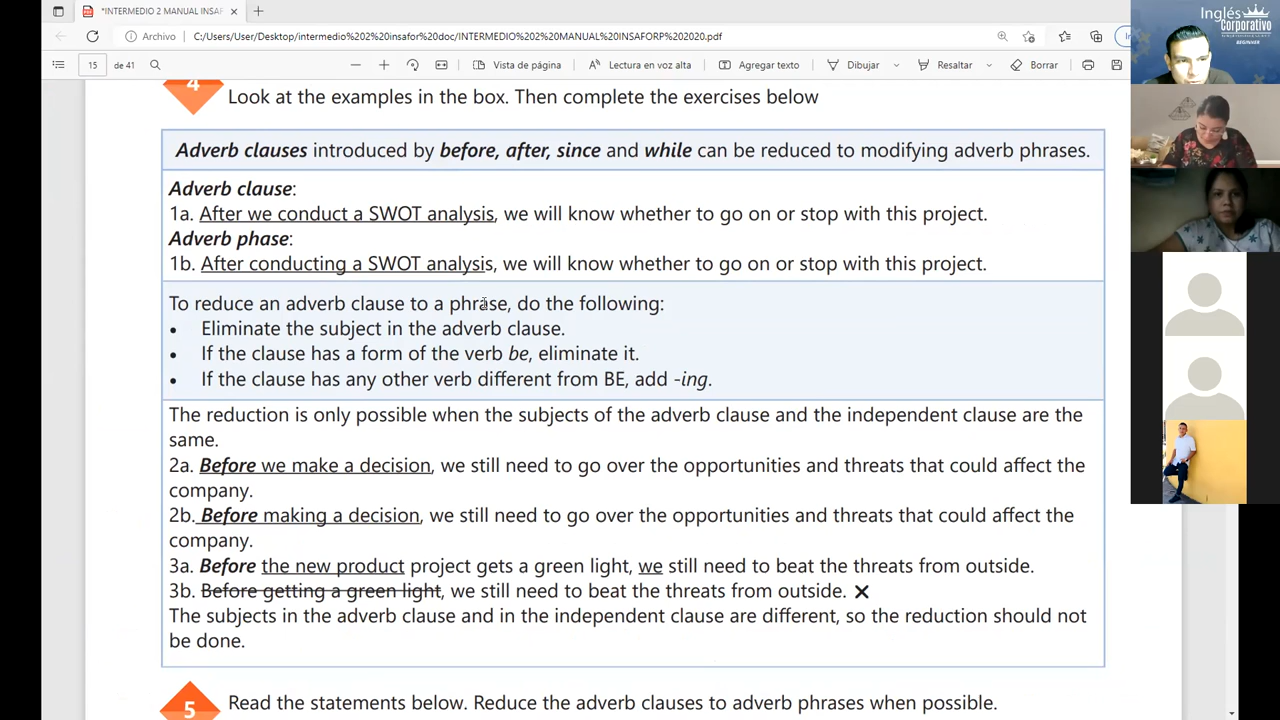 *INTERMEDIO 2 MANUAL INSAF
Archivo
C:/Users/User/Desktop/intermedio%202%20insafor%20doc/INTERMEDIO%202%20MANUAL%20INSAFORP%202020.pdf
15 de 41
Vista de página
Lectura en voz alta
Agregar texto
Dibujar
Resaltar
Borrar
Inglés
Corporativo
BEGINNER
4
Look at the examples in the box. Then complete the exercises below
Adverb clauses introduced by before, after, since and while can be reduced to modifying adverb phrases.
Adverb clause:
1a. After we conduct a SWOT analysis, we will know whether to go on or stop with this project.
Adverb phase:
1b. After conducting a SWOT analysis, we will know whether to go on or stop with this project.
To reduce an adverb clause to a phrase, do the following:
• Eliminate the subject in the adverb clause.
• If the clause has a form of the verb be, eliminate it.
• If the clause has any other verb different from BE, add -ing.
The reduction is only possible when the subjects of the adverb clause and the independent clause are the
same.
2a. Before we make a decision, we still need to go over the opportunities and threats that could affect the
company.
2b. Before making a decision, we still need to go over the opportunities and threats that could affect the
company.
3a. Before the new product project gets a green light, we still need to beat the threats from outside.
3b. Before getting a green light, we still need to beat the threats from outside. ✕
The subjects in the adverb clause and in the independent clause are different, so the reduction should not
be done.
5
Read the statements below. Reduce the adverb clauses to adverb phrases when possible.